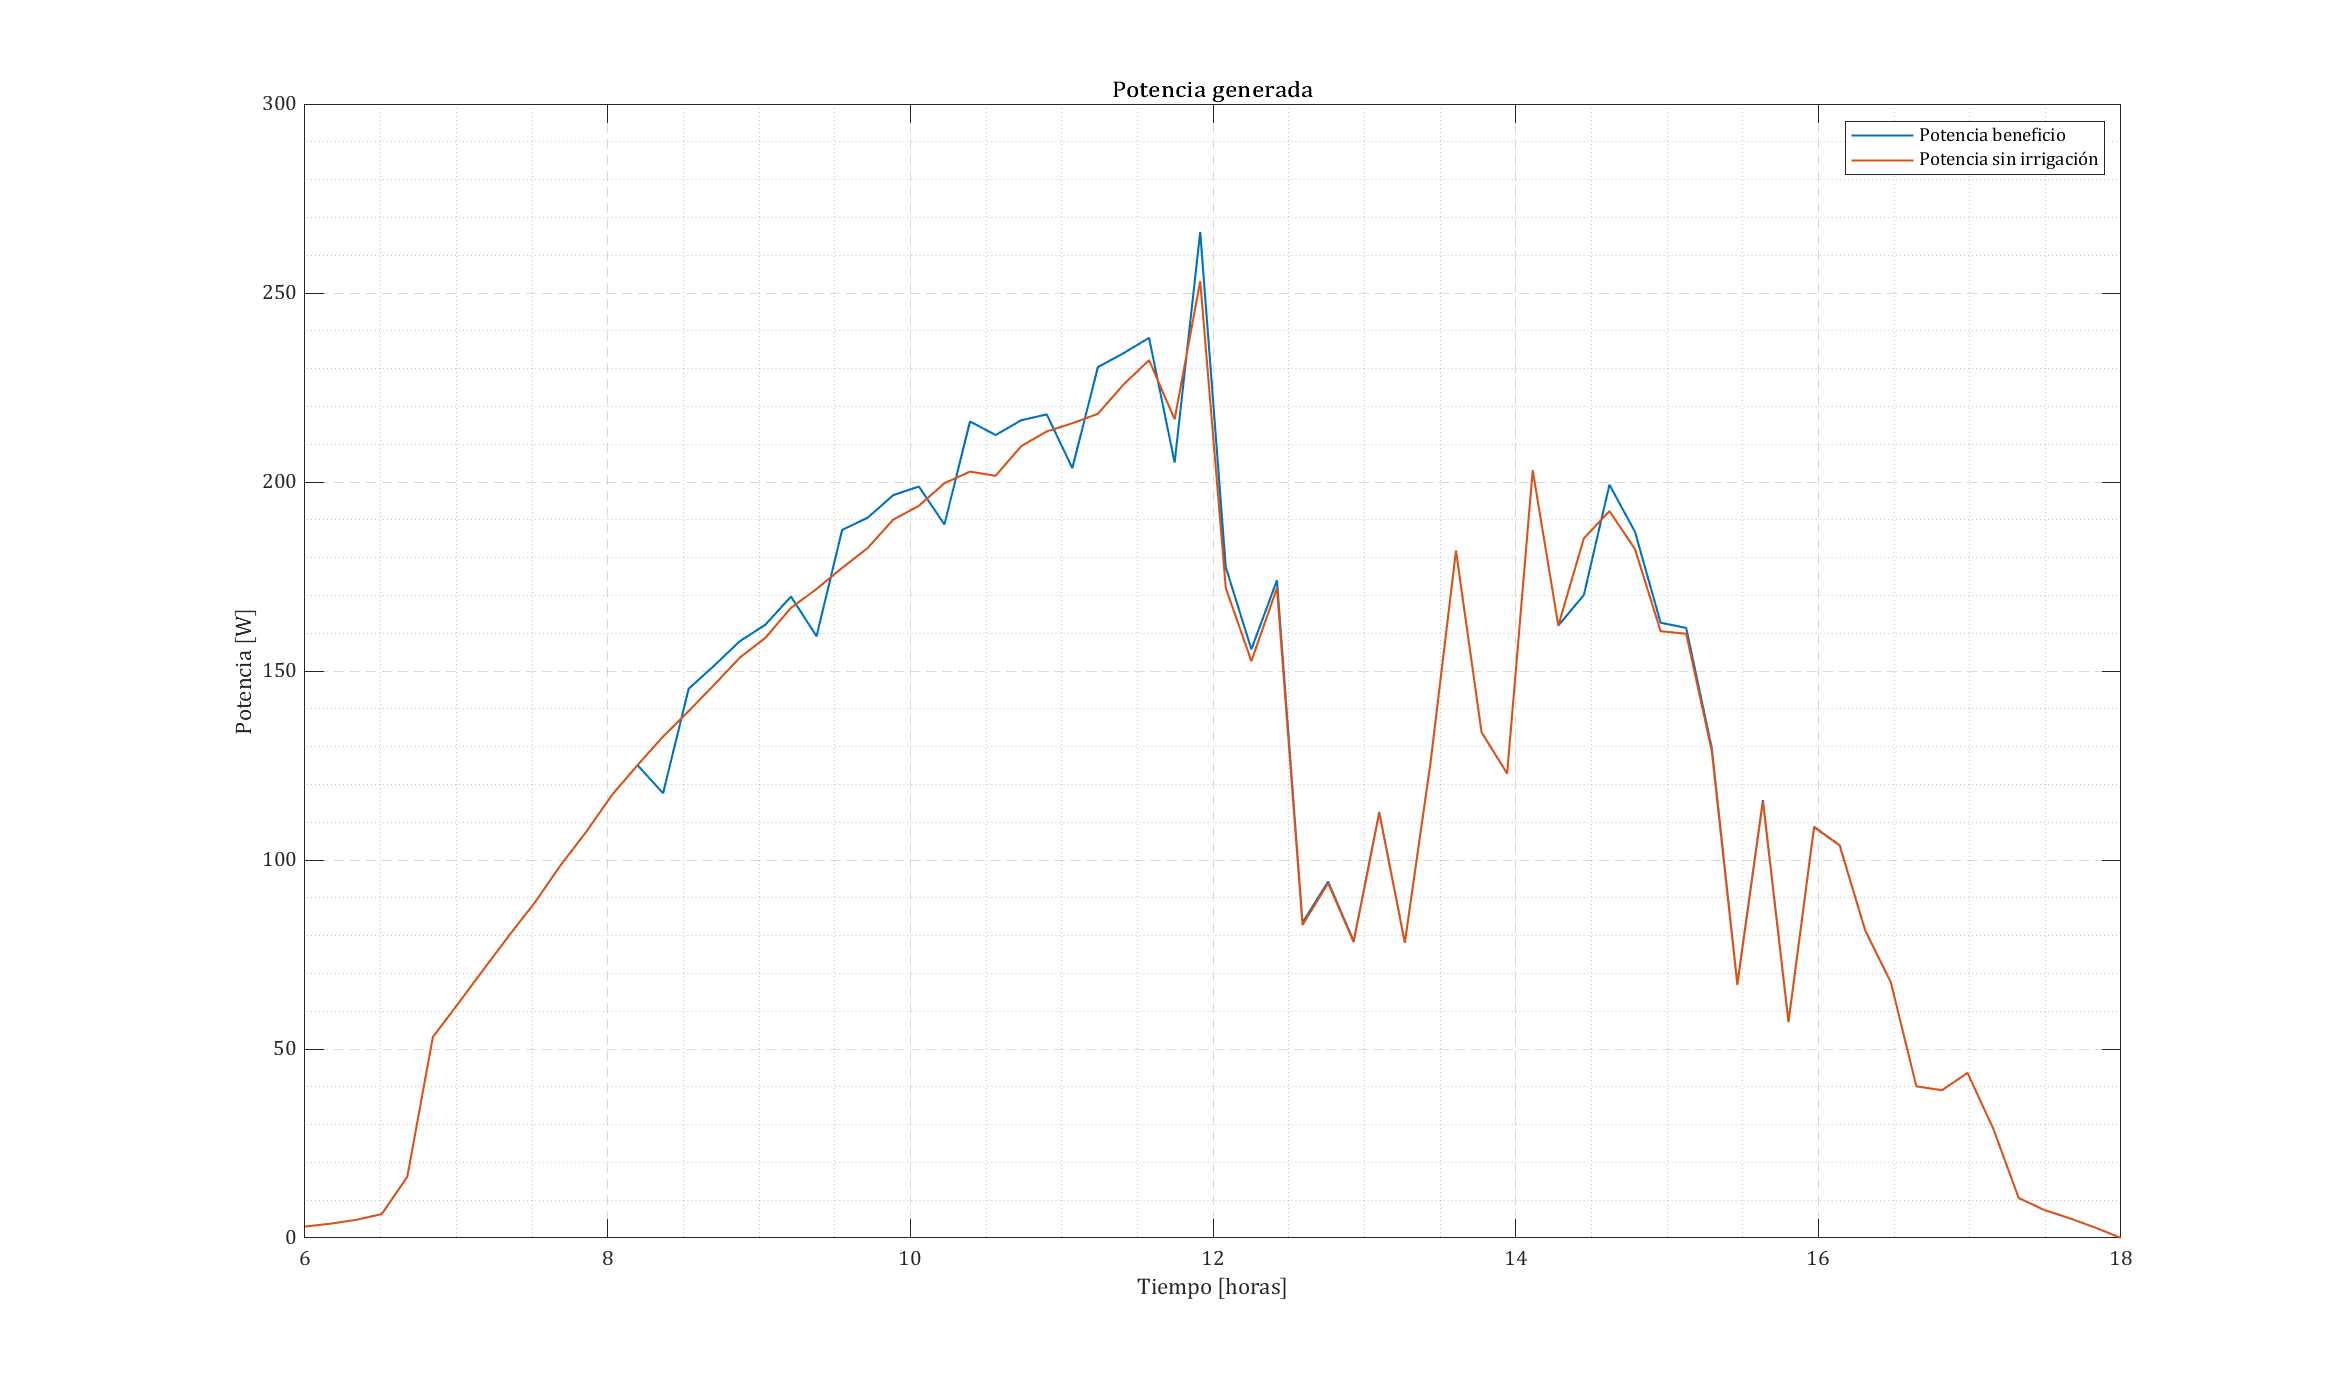 Potencia generada
300
250
200
150
100
50
0
Potencia [W]
Potencia beneficio
Potencia sin irrigación
6 8 10 12 14 16 18
Tiempo [horas]